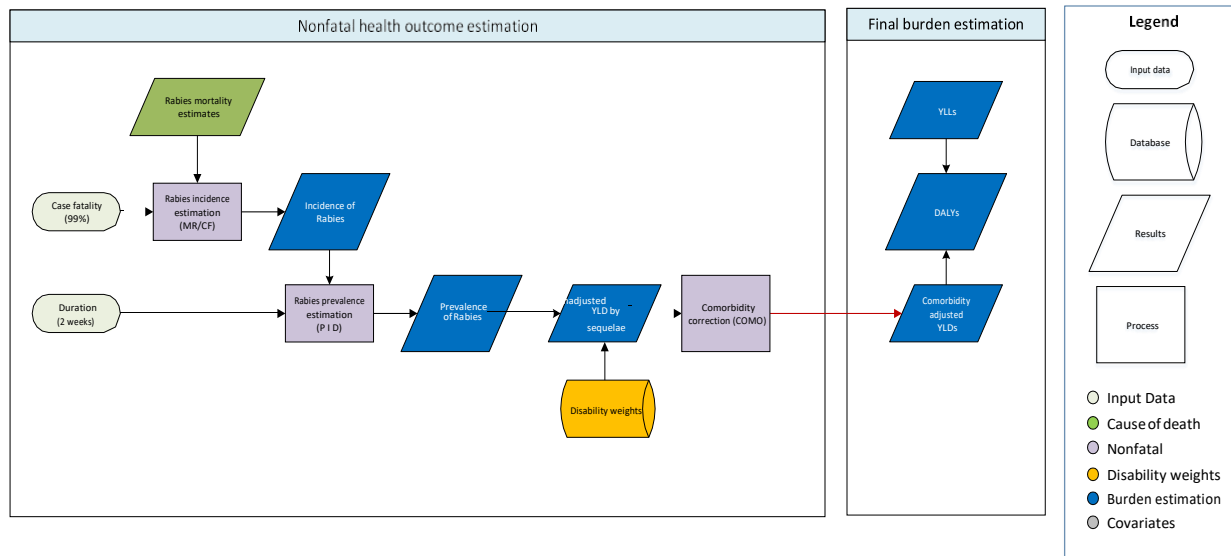 Nonfatal health outcome estimation
Final burden estimation
Legend
Rabies mortality
estimates
Case fatality
(99%)
Rabies incidence
estimation
(MR/CF)
Incidence of
Rabies
Duration
(2 weeks)
Rabies prevalence
estimation
(P I D)
Prevalence
of Rabies
nadjusted
YLD by
sequelae
Comorbidity
correction (COMO)
Disability weights
YLLs
DALYs
Comorbidity
adjusted
YLDs
Input data
Database
Results
Process
Input Data
Cause of death
Nonfatal
Disability weights
Burden estimation
Covariates